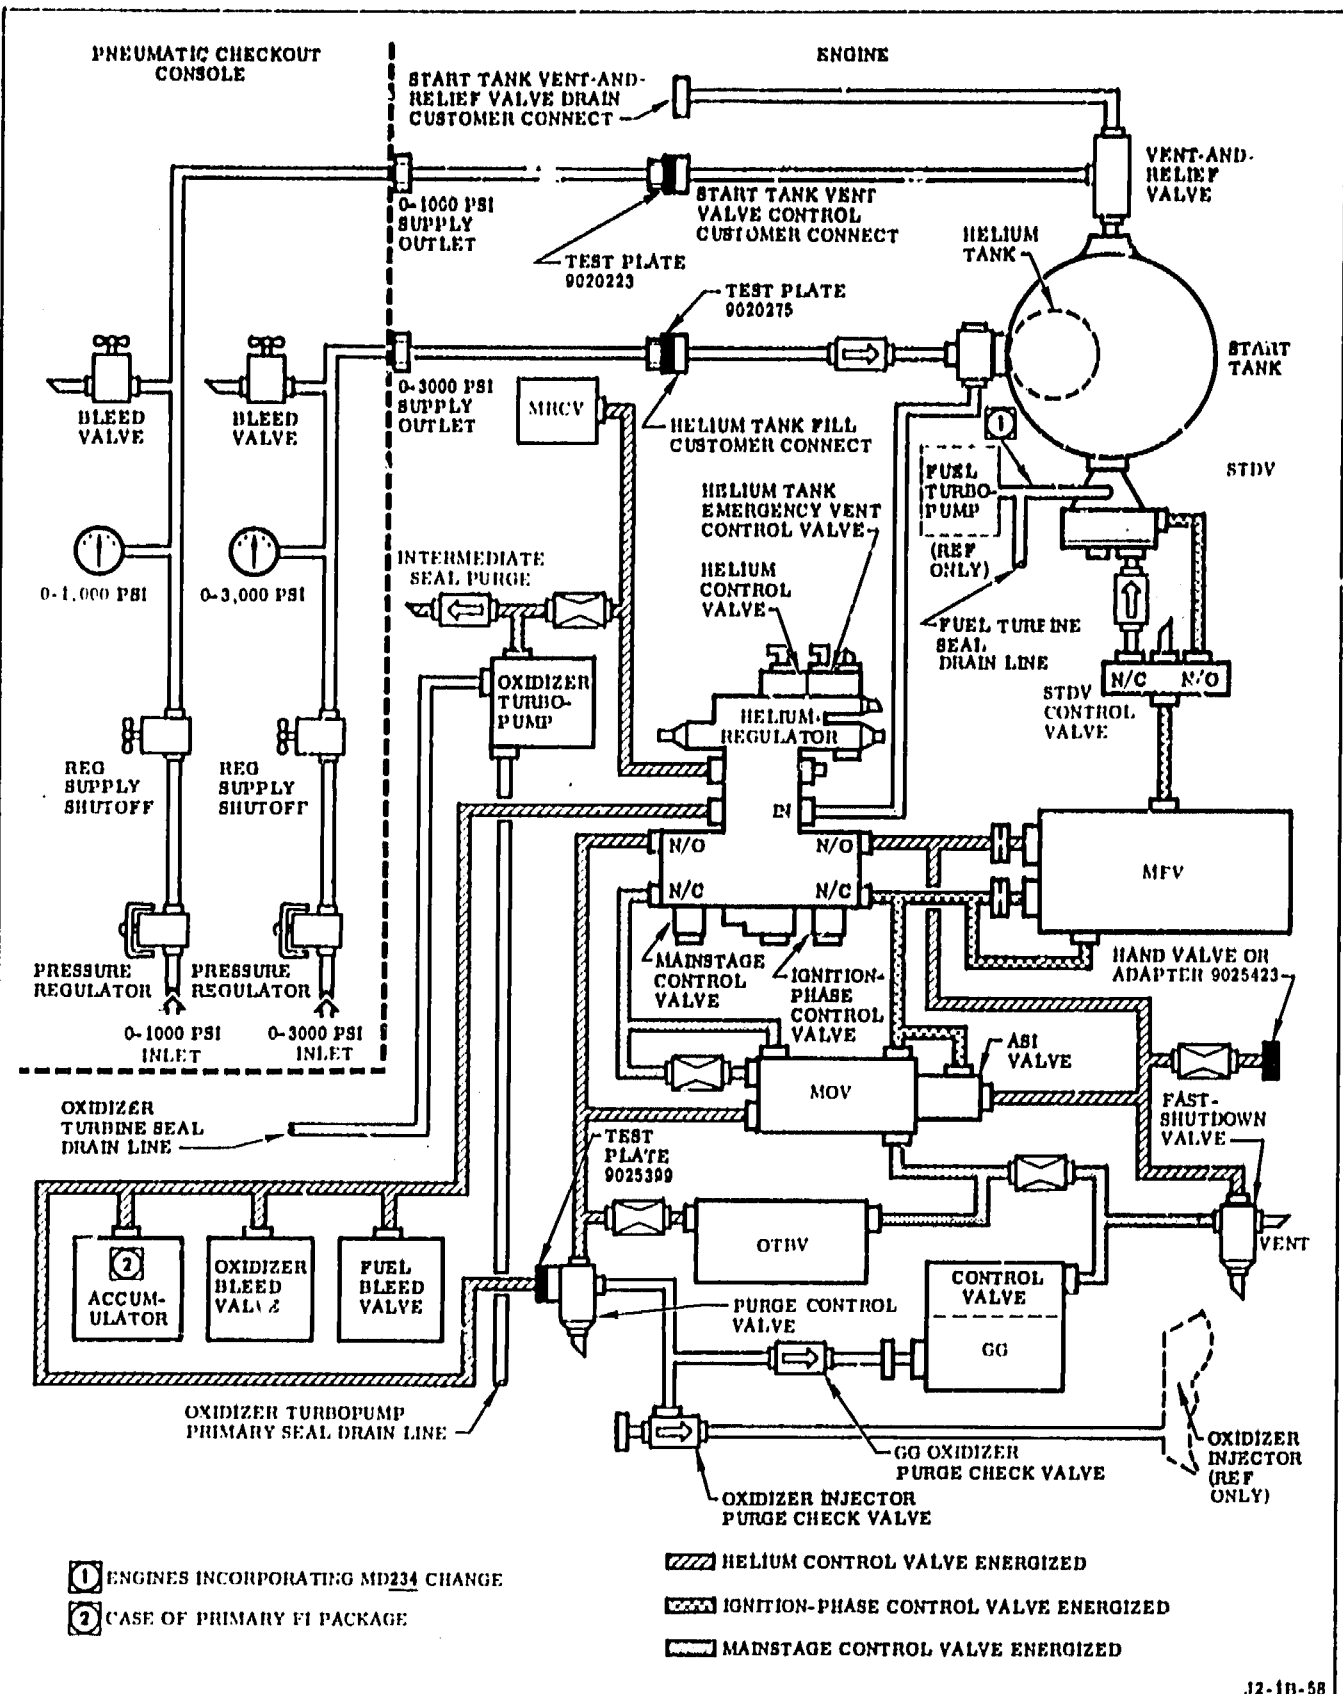 PNEUMATIC CHECKOUT
CONSOLE
ENGINE
START TANK VENT-AND-
RELIEF VALVE DRAIN
CUSTOMER CONNECT
VENT-AND-
RELIEF
VALVE
0-1000 PSI
SUPPLY
OUTLET
START TANK VENT
VALVE CONTROL
CUSTOMER CONNECT
TEST PLATE
9020223
HELIUM
TANK
TEST PLATE
9020275
START
TANK
BLEED
VALVE
BLEED
VALVE
0-3000 PSI
SUPPLY
OUTLET
MRCV
HELIUM TANK FILL
CUSTOMER CONNECT
1
STDV
FUEL
TURBO-
PUMP
(REF
ONLY)
HELIUM TANK
EMERGENCY VENT
CONTROL VALVE
0-1,000 PSI
0-3,000 PSI
INTERMEDIATE
SEAL PURGE
HELIUM
CONTROL
VALVE
FUEL TURBINE
SEAL
DRAIN LINE
N/C
N/O
STDV
CONTROL
VALVE
OXIDIZER
TURBO-
PUMP
HELIUM
REGULATOR
REG
SUPPLY
SHUTOFF
REG
SUPPLY
SHUTOFF
IN
N/O
N/O
N/C
N/C
MFV
MAINSTAGE
CONTROL
VALVE
IGNITION-
PHASE
CONTROL
VALVE
HAND VALVE OR
ADAPTER 9025423
PRESSURE
REGULATOR
PRESSURE
REGULATOR
0-1000 PSI
INLET
0-3000 PSI
INLET
ASI
VALVE
MOV
OXIDIZER
TURBINE SEAL
DRAIN LINE
TEST
PLATE
9025399
FAST-
SHUTDOWN
VALVE
VENT
OTBV
2
ACCUM-
ULATOR
OXIDIZER
BLEED
VALVE
FUEL
BLEED
VALVE
PURGE CONTROL
VALVE
CONTROL
VALVE
GG
OXIDIZER TURBOPUMP
PRIMARY SEAL DRAIN LINE
GG OXIDIZER
PURGE CHECK VALVE
OXIDIZER
INJECTOR
(REF
ONLY)
OXIDIZER INJECTOR
PURGE CHECK VALVE
1 ENGINES INCORPORATING MD234 CHANGE
2 CASE OF PRIMARY FI PACKAGE
HELIUM CONTROL VALVE ENERGIZED
IGNITION-PHASE CONTROL VALVE ENERGIZED
MAINSTAGE CONTROL VALVE ENERGIZED
J2-1B-58